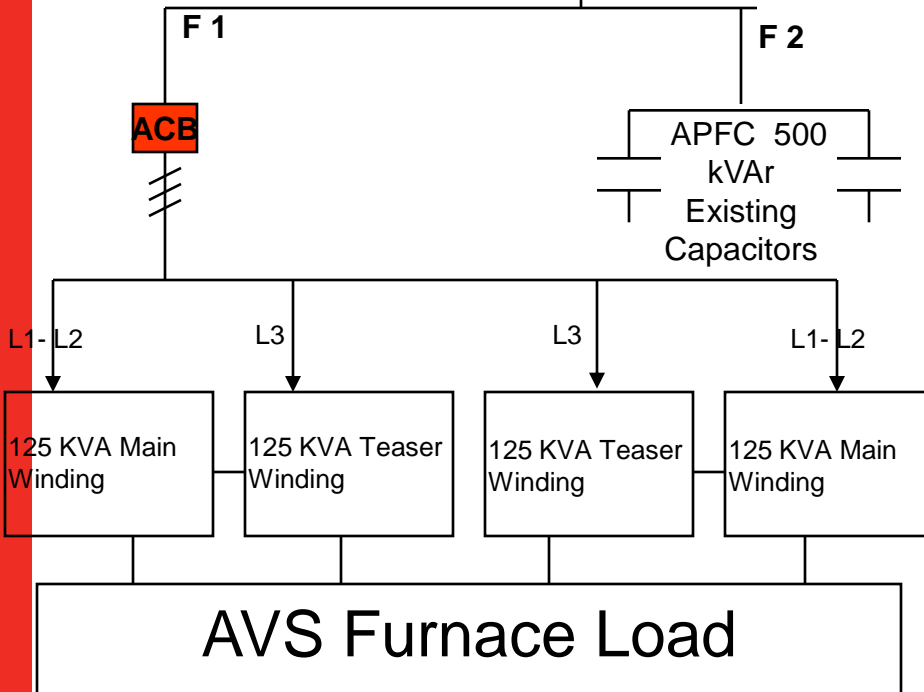 F 1
F 2
ACB
APFC 500
kVAr
Existing
Capacitors
L1- L2
L3
L3
L1- L2
125 KVA Main
Winding
125 KVA Teaser
Winding
125 KVA Teaser
Winding
125 KVA Main
Winding
AVS Furnace Load